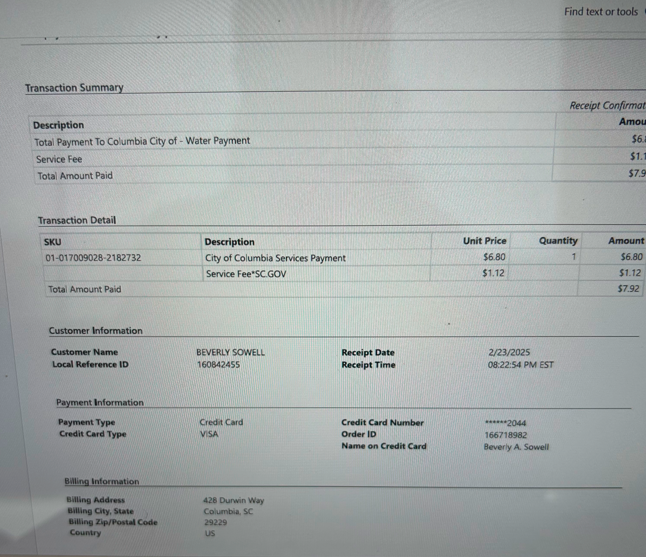 Find text or tools
Transaction Summary
Receipt Confirmat
Description Amou
Total Payment To Columbia City of - Water Payment $6.
Service Fee $1.1
Total Amount Paid $7.9
Transaction Detail
SKU Description Unit Price Quantity Amount
01-017009028-2182732 City of Columbia Services Payment $6.80 1 $6.80
Service Fee*SC.GOV $1.12 $1.12
Total Amount Paid $7.92
Customer Information
Customer Name BEVERLY SOWELL Receipt Date 2/23/2025
Local Reference ID 160842455 Receipt Time 08:22:54 PM EST
Payment Information
Payment Type Credit Card Credit Card Number ******2044
Credit Card Type VISA Order ID 166718982
Name on Credit Card Beverly A. Sowell
Billing Information
Billing Address 428 Durwin Way
Billing City, State Columbia, SC
Billing Zip/Postal Code 29229
Country US